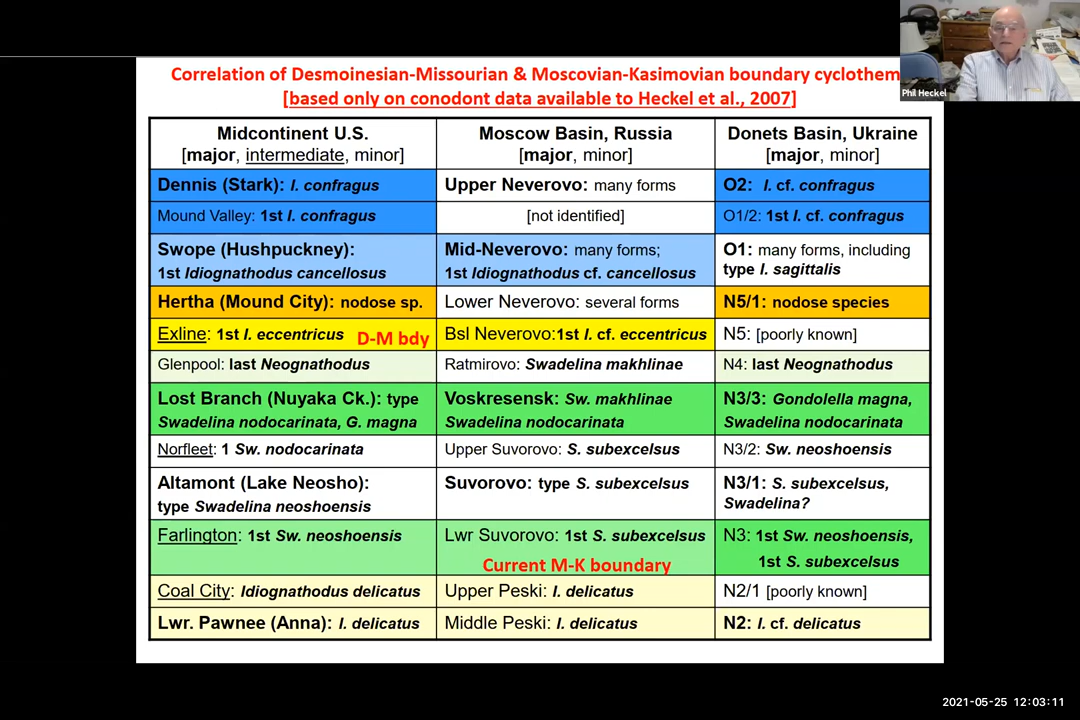 Correlation of Desmoinesian-Missourian & Moscovian-Kasimovian boundary cyclothem
[based only on conodont data available to Heckel et al., 2007]
Phil Heckel
Midcontinent U.S.
[major, intermediate, minor]
Moscow Basin, Russia
[major, minor]
Donets Basin, Ukraine
[major, minor]
Dennis (Stark): I. confragus
Upper Neverovo: many forms
O2: I. cf. confragus
Mound Valley: 1st I. confragus
[not identified]
O1/2: 1st I. cf. confragus
Swope (Hushpuckney):
1st Idiognathodus cancellosus
Mid-Neverovo: many forms;
1st Idiognathodus cf. cancellosus
O1: many forms, including
type I. sagittalis
Hertha (Mound City): nodose sp.
Lower Neverovo: several forms
N5/1: nodose species
Exline: 1st I. eccentricus
D-M bdy
Bsl Neverovo:1st I. cf. eccentricus
N5: [poorly known]
Glenpool: last Neognathodus
Ratmirovo: Swadelina makhlinae
N4: last Neognathodus
Lost Branch (Nuyaka Ck.): type
Swadelina nodocarinata, G. magna
Voskresensk: Sw. makhlinae
Swadelina nodocarinata
N3/3: Gondolella magna,
Swadelina nodocarinata
Norfleet: 1 Sw. nodocarinata
Upper Suvorovo: S. subexcelsus
N3/2: Sw. neoshoensis
Altamont (Lake Neosho):
type Swadelina neoshoensis
Suvorovo: type S. subexcelsus
N3/1: S. subexcelsus,
Swadelina?
Farlington: 1st Sw. neoshoensis
Lwr Suvorovo: 1st S. subexcelsus
Current M-K boundary
N3: 1st Sw. neoshoensis,
1st S. subexcelsus
Coal City: Idiognathodus delicatus
Upper Peski: I. delicatus
N2/1 [poorly known]
Lwr. Pawnee (Anna): I. delicatus
Middle Peski: I. delicatus
N2: I. cf. delicatus
2021-05-25 12:03:11